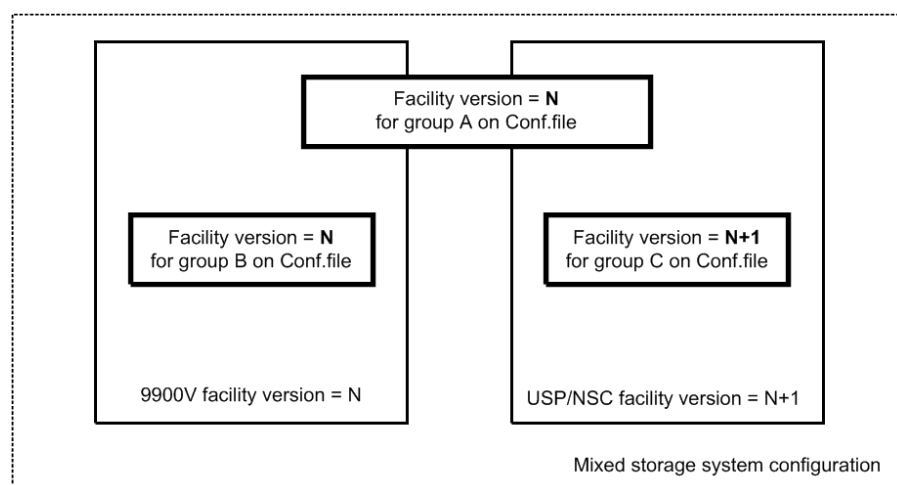 Facility version = N
for group A on Conf.file
Facility version = N
for group B on Conf.file
Facility version = N+1
for group C on Conf.file
9900V facility version = N
USP/NSC facility version = N+1
Mixed storage system configuration